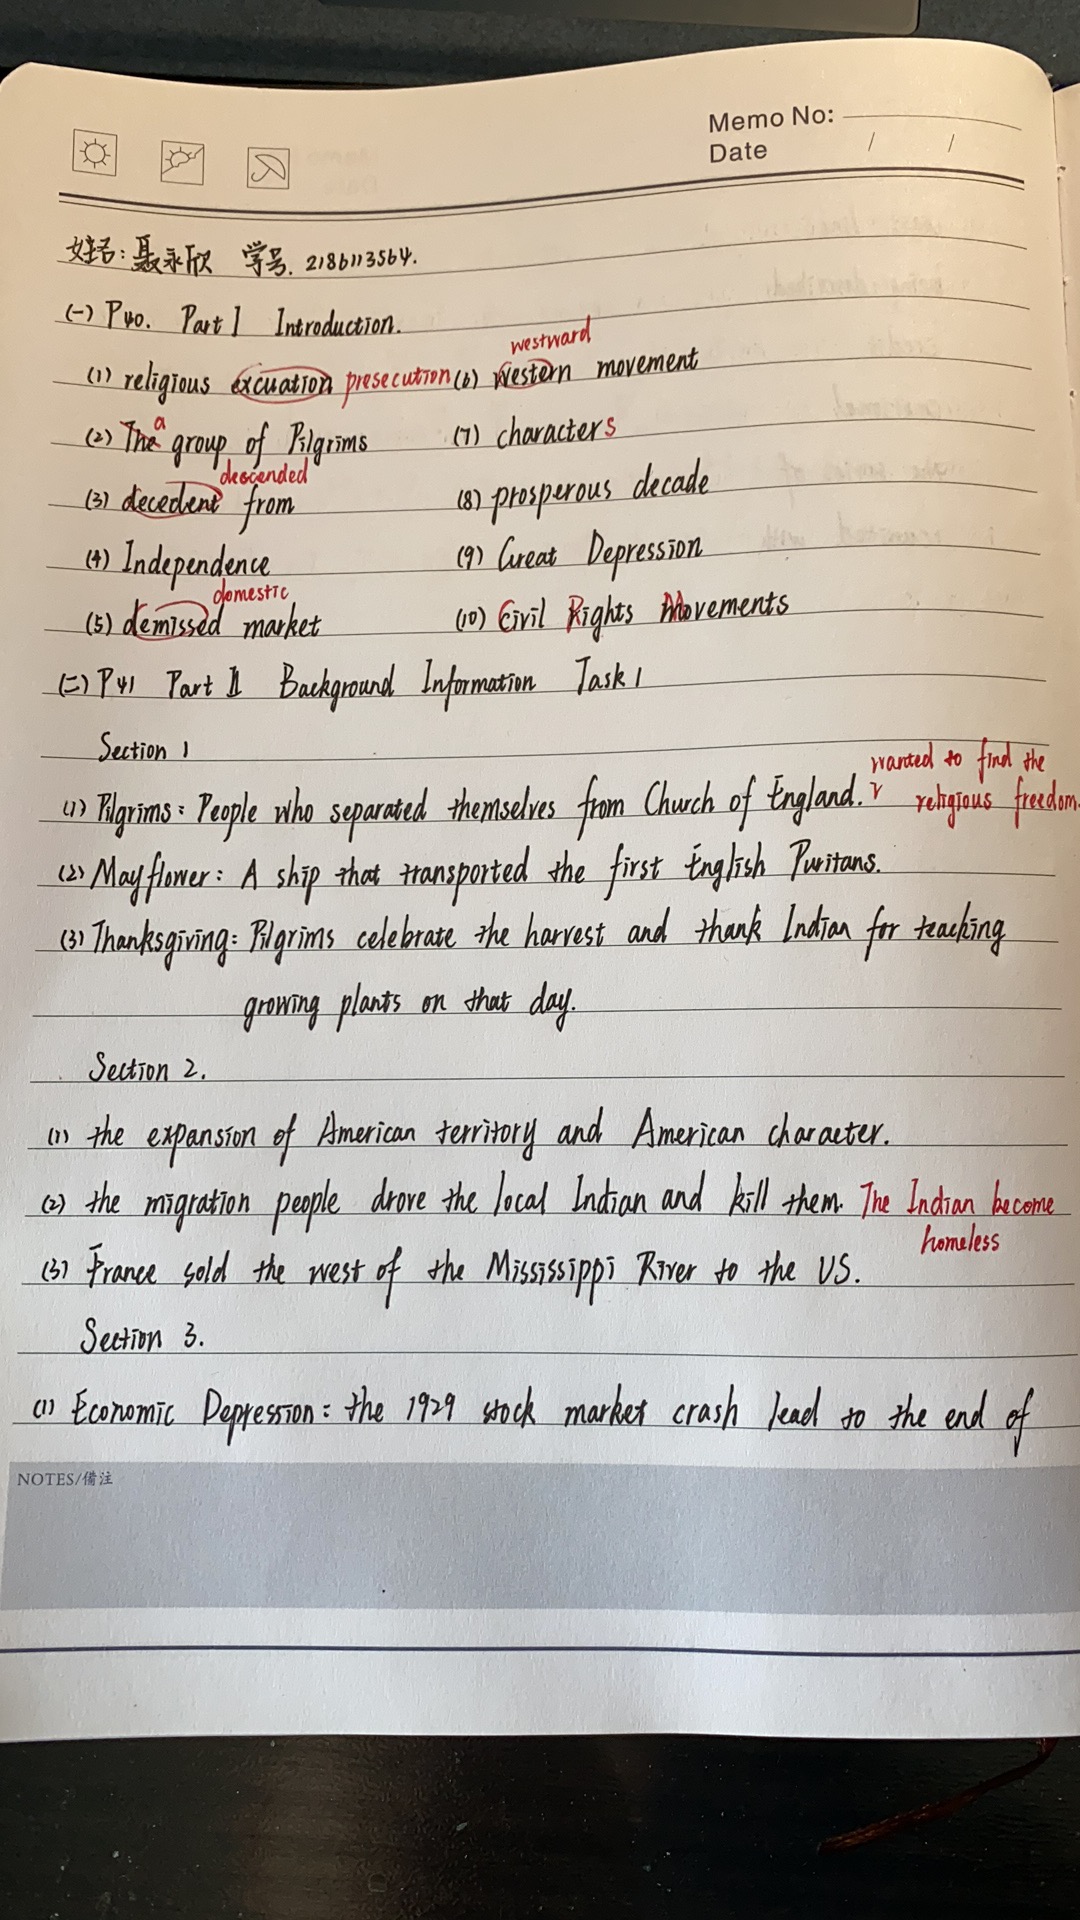 Memo No:
Date / /
姓名:聂永欣 学号. 2186113564.
(一) P40. Part I Introduction.
westward
(1) religious excuation presecution (6) Western movement
a
(2) The group of Pilgrims (7) characters
descended
(3) decedent from (8) prosperous decade
(4) Independence (9) Great Depression
domestic
(5) demissed market (10) Civil Rights Movements
(二) P41 Part II Background Information Task 1
Section 1
wanted to find the
(1) Pilgrims: People who separated themselves from Church of England. religious freedom.
(2) Mayflower: A ship that transported the first English Puritans.
(3) Thanksgiving: Pilgrims celebrate the harvest and thank Indian for teaching
growing plants on that day.
Section 2.
(1) the expansion of American territory and American character.
(2) the migration people drove the local Indian and kill them. The Indian become
homeless
(3) France sold the west of the Mississippi River to the US.
Section 3.
(1) Economic Depression: the 1929 stock market crash lead to the end of
NOTES/備注